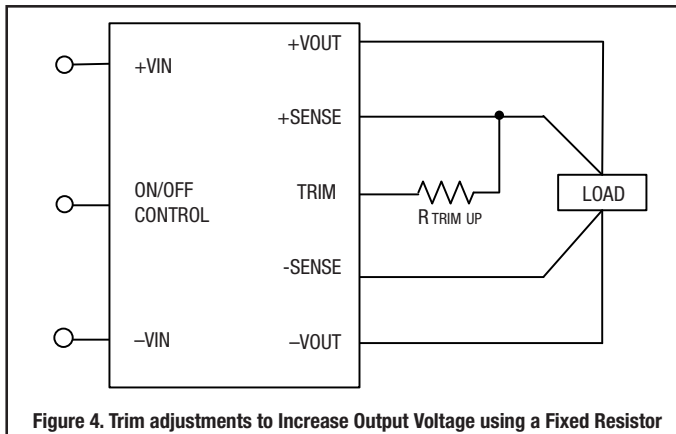 +VOUT
+VIN
+SENSE
ON/OFF
CONTROL
TRIM
R TRIM UP
LOAD
-SENSE
–VIN
–VOUT
Figure 4. Trim adjustments to Increase Output Voltage using a Fixed Resistor